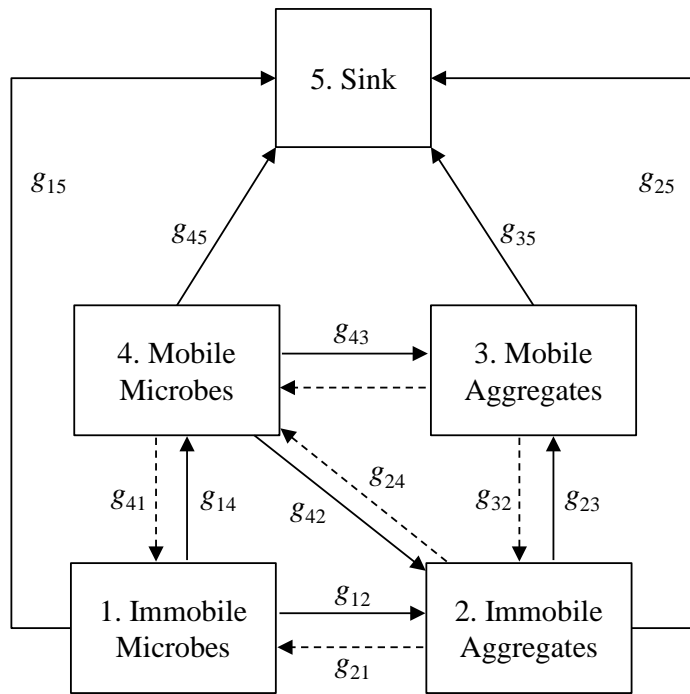 5. Sink
g15
g25
g45
g35
4. Mobile
Microbes
g43
3. Mobile
Aggregates
g41
g14
g42
g24
g32
g23
1. Immobile
Microbes
g12
g21
2. Immobile
Aggregates